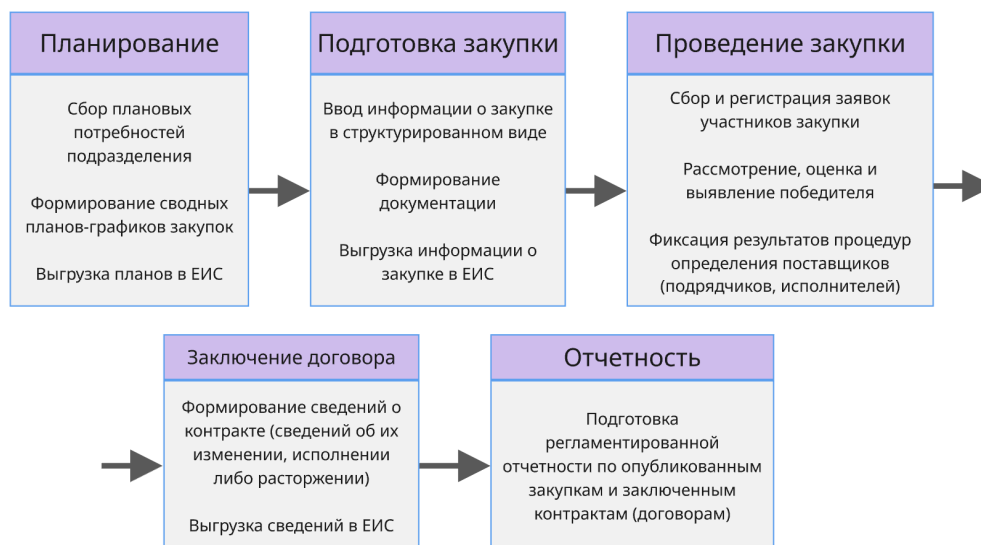 Планирование
Сбор плановых
потребностей
подразделения
Формирование сводных
планов-графиков закупок
Выгрузка планов в ЕИС
Подготовка закупки
Ввод информации о закупке
в структурированном виде
Формирование
документации
Выгрузка информации о
закупке в ЕИС
Проведение закупки
Сбор и регистрация заявок
участников закупки
Рассмотрение, оценка и
выявление победителя
Фиксация результатов процедур
определения поставщиков
(подрядчиков, исполнителей)
Заключение договора
Формирование сведений о
контракте (сведений об их
изменении, исполнении
либо расторжении)
Выгрузка сведений в ЕИС
Отчетность
Подготовка
регламентированной
отчетности по опубликованным
закупкам и заключенным
контрактам (договорам)